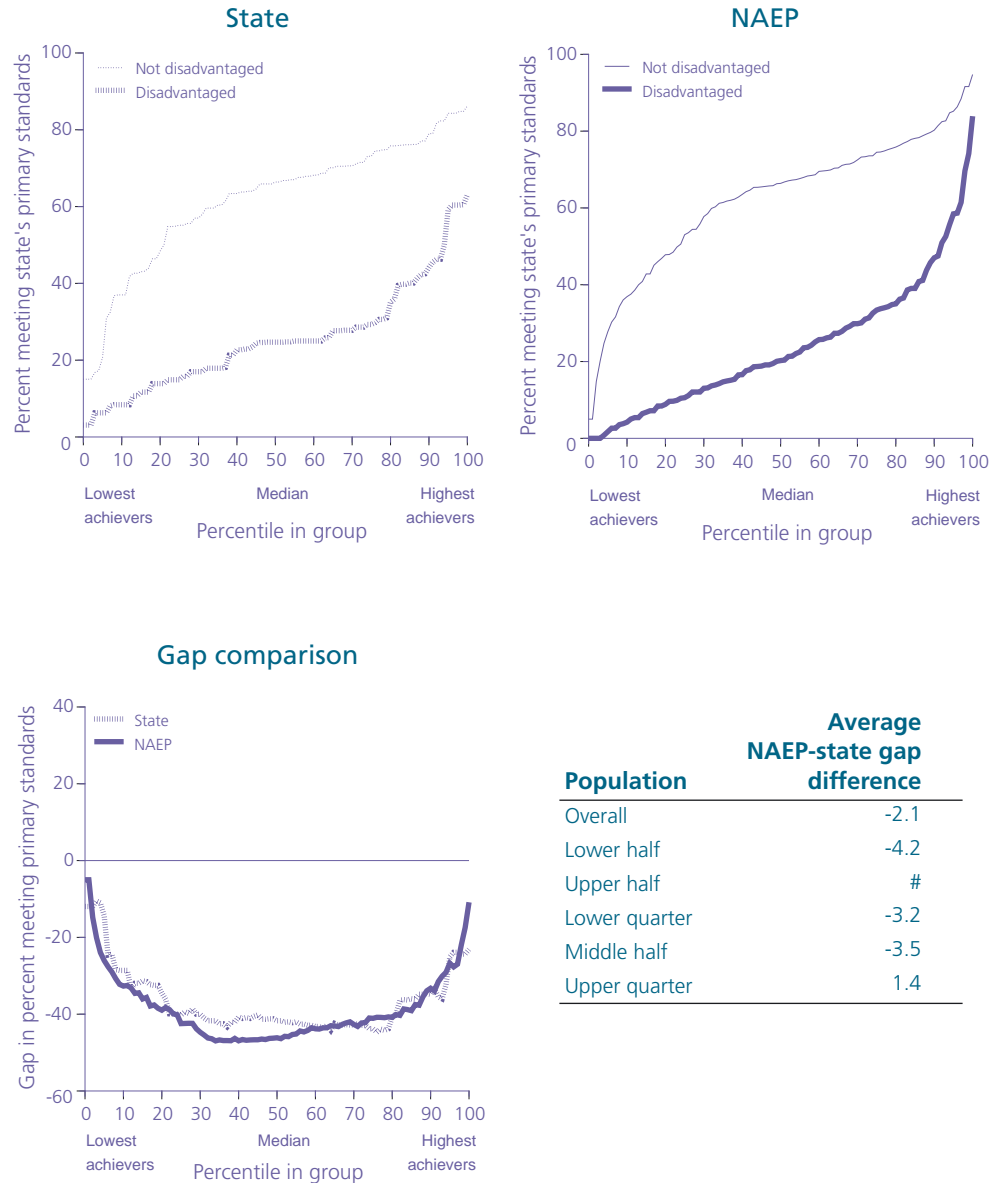 State
Percent meeting state's primary standards
100
80
60
40
20
0
Not disadvantaged
Disadvantaged
0 10 20 30 40 50 60 70 80 90 100
Lowest achievers
Median
Highest achievers
Percentile in group
NAEP
Percent meeting state's primary standards
100
80
60
40
20
0
Not disadvantaged
Disadvantaged
0 10 20 30 40 50 60 70 80 90 100
Lowest achievers
Median
Highest achievers
Percentile in group
Gap comparison
Gap in percent meeting primary standards
40
20
0
-20
-40
-60
State
NAEP
0 10 20 30 40 50 60 70 80 90 100
Lowest achievers
Median
Highest achievers
Percentile in group
Population Average NAEP-state gap difference
Overall -2.1
Lower half -4.2
Upper half #
Lower quarter -3.2
Middle half -3.5
Upper quarter 1.4